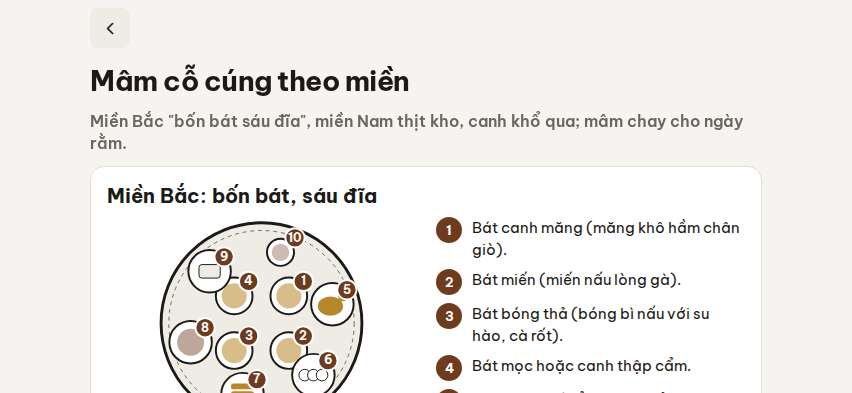 Mâm cỗ cúng theo miền
Miền Bắc "bốn bát sáu đĩa", miền Nam thịt kho, canh khổ qua; mâm chay cho ngày
rằm.
Miền Bắc: bốn bát, sáu đĩa
10
9
4
1
5
8
3
2
6
7
1 Bát canh măng (măng khô hầm chân
giò).
2 Bát miến (miến nấu lòng gà).
3 Bát bóng thả (bóng bì nấu với su
hào, cà rốt).
4 Bát mọc hoặc canh thập cẩm.